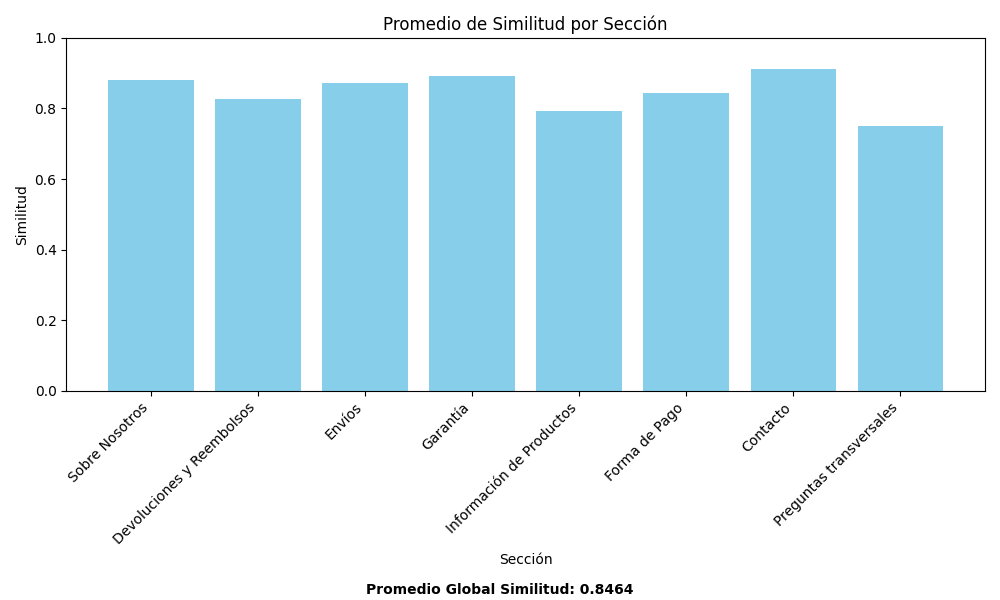 Promedio de Similitud por Sección
Similitud
1.0
0.8
0.6
0.4
0.2
0.0
Sobre Nosotros
Devoluciones y Reembolsos
Envíos
Garantía
Información de Productos
Forma de Pago
Contacto
Preguntas transversales
Sección
Promedio Global Similitud: 0.8464